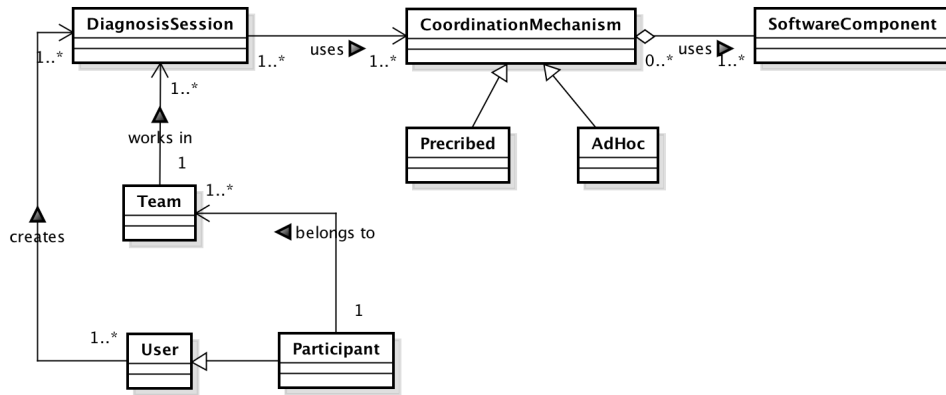 DiagnosisSession
CoordinationMechanism
SoftwareComponent
1..*
1..*
uses
1..*
0..*
uses
1..*
1..*
works in
1
Precribed
AdHoc
Team
1..*
creates
belongs to
1
1..*
User
Participant